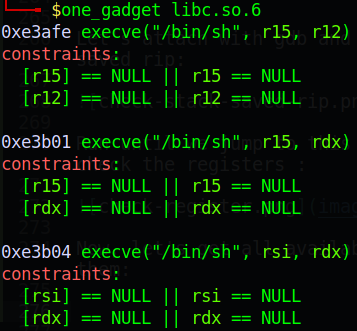 $one_gadget libc.so.6
0xe3afe execve("/bin/sh", r15, r12)
constraints:
[r15] == NULL || r15 == NULL
[r12] == NULL || r12 == NULL
0xe3b01 execve("/bin/sh", r15, rdx)
constraints:
[r15] == NULL || r15 == NULL
[rdx] == NULL || rdx == NULL
0xe3b04 execve("/bin/sh", rsi, rdx)
constraints:
[rsi] == NULL || rsi == NULL
[rdx] == NULL || rdx == NULL